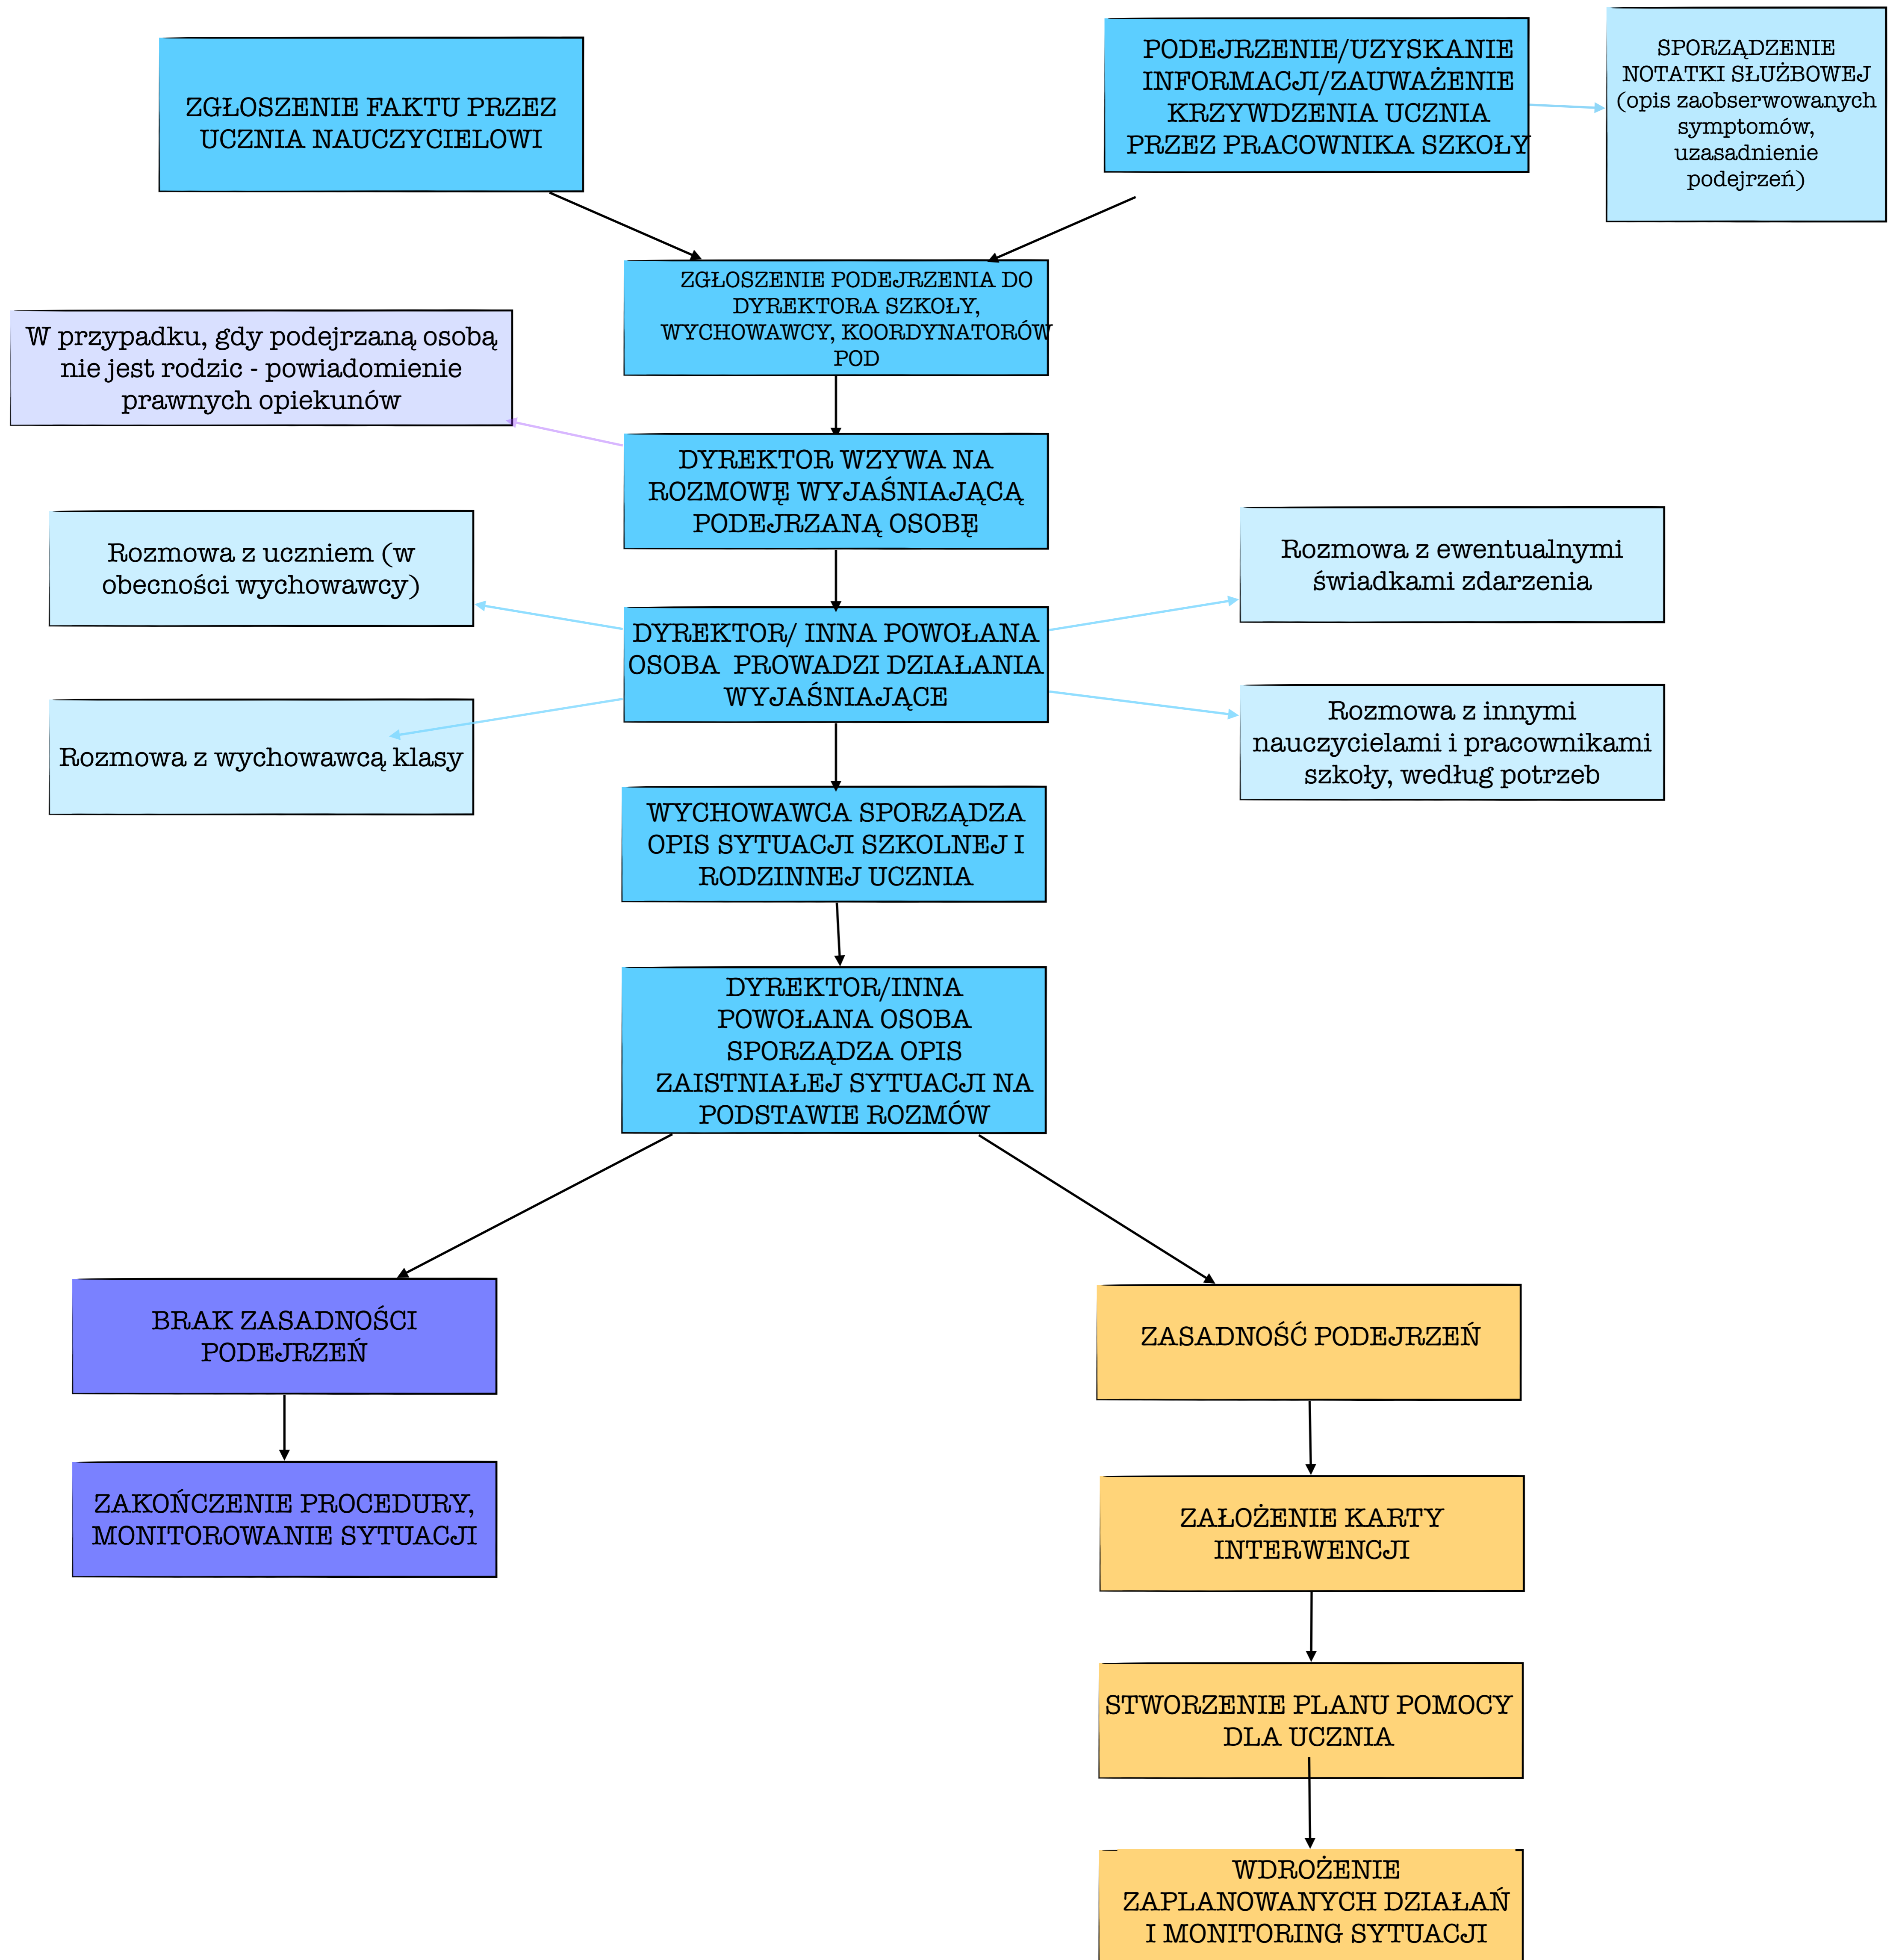 ZGŁOSZENIE FAKTU PRZEZ
UCZNIA NAUCZYCIELOWI
PODEJRZENIE/UZYSKANIE
INFORMACJI/ZAUWAŻENIE
KRZYWDZENIA UCZNIA
PRZEZ PRACOWNIKA SZKOŁY
SPORZĄDZENIE
NOTATKI SŁUŻBOWEJ
(opis zaobserwowanych
symptomów,
uzasadnienie
podejrzeń)
ZGŁOSZENIE PODEJRZENIA DO
DYREKTORA SZKOŁY,
WYCHOWAWCY, KOORDYNATORÓW
POD
W przypadku, gdy podejrzaną osobą
nie jest rodzic - powiadomienie
prawnych opiekunów
DYREKTOR WZYWA NA
ROZMOWĘ WYJAŚNIAJĄCĄ
PODEJRZANĄ OSOBĘ
Rozmowa z uczniem (w
obecności wychowawcy)
Rozmowa z ewentualnymi
świadkami zdarzenia
DYREKTOR/ INNA POWOŁANA
OSOBA  PROWADZI DZIAŁANIA
WYJAŚNIAJĄCE
Rozmowa z wychowawcą klasy
Rozmowa z innymi
nauczycielami i pracownikami
szkoły, według potrzeb
WYCHOWAWCA SPORZĄDZA
OPIS SYTUACJI SZKOLNEJ I
RODZINNEJ UCZNIA
DYREKTOR/INNA
POWOŁANA OSOBA
SPORZĄDZA OPIS
ZAISTNIAŁEJ SYTUACJI NA
PODSTAWIE ROZMÓW
BRAK ZASADNOŚCI
PODEJRZEŃ
ZASADNOŚĆ PODEJRZEŃ
ZAKOŃCZENIE PROCEDURY,
MONITOROWANIE SYTUACJI
ZAŁOŻENIE KARTY
INTERWENCJI
STWORZENIE PLANU POMOCY
DLA UCZNIA
WDROŻENIE
ZAPLANOWANYCH DZIAŁAŃ
I MONITORING SYTUACJI